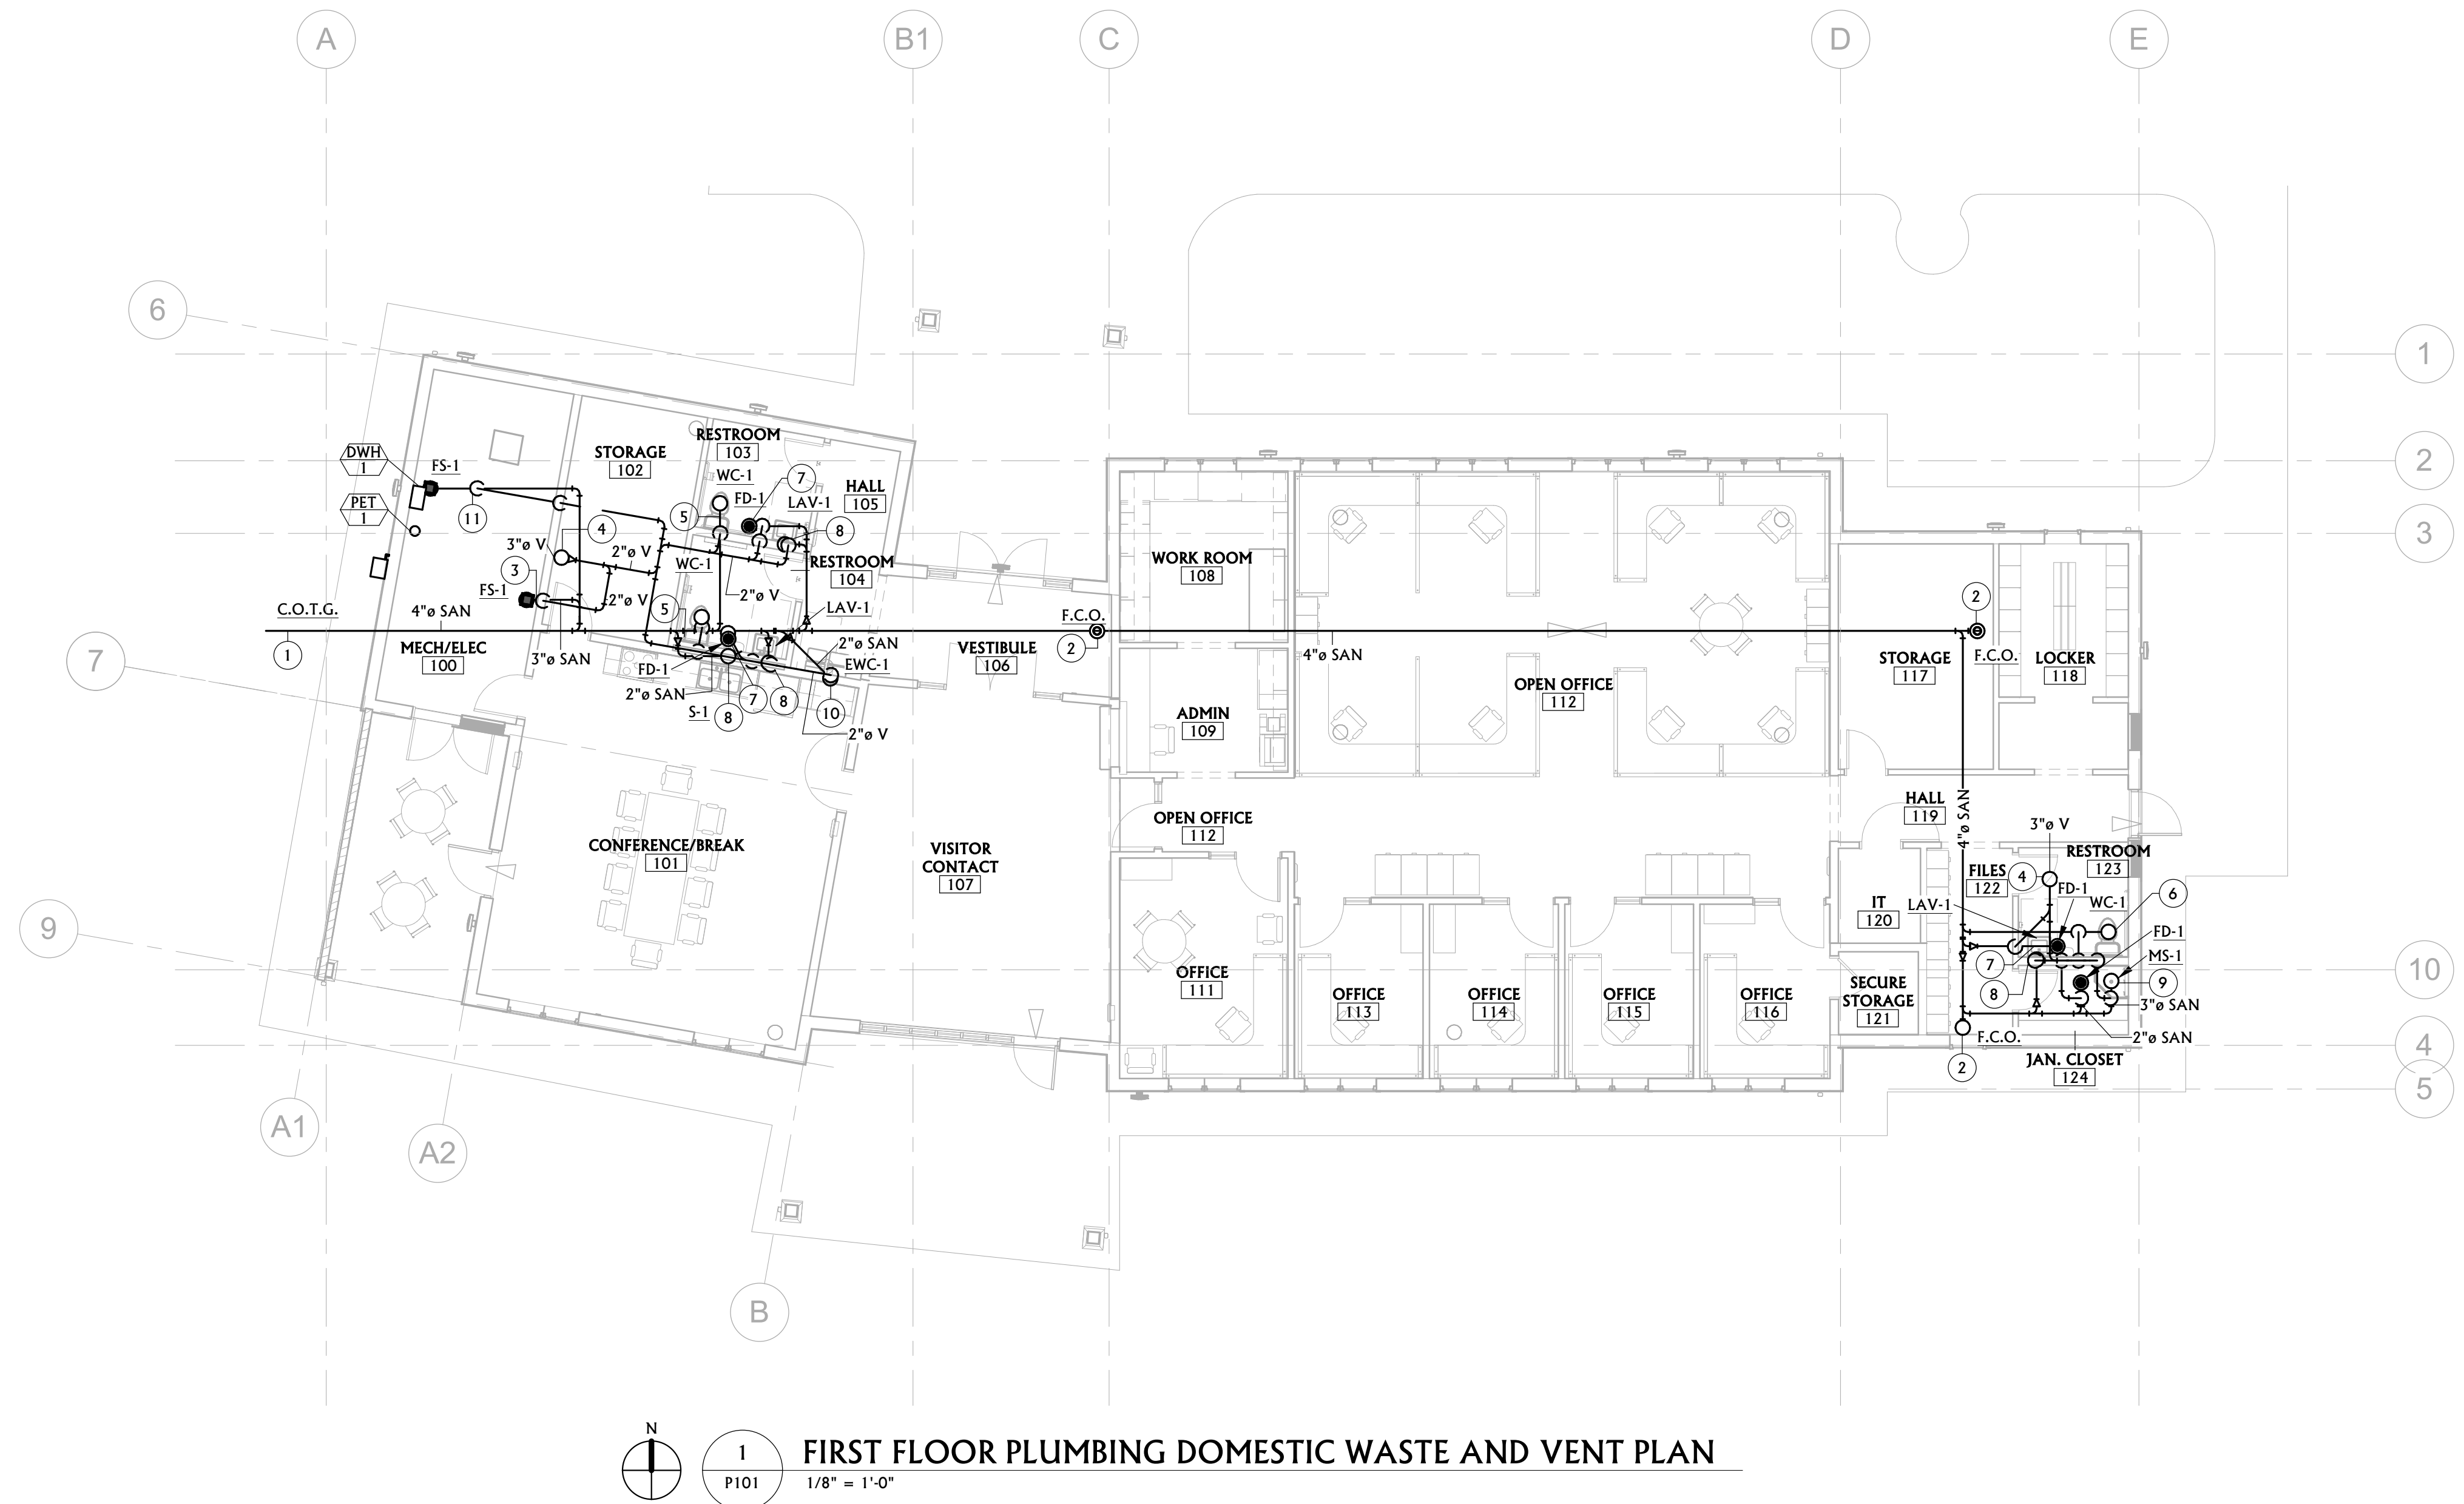 A
B1
C
D
E
6
1
2
3
RESTROOM
103
STORAGE
102
DWH
1
FS-1
WC-1
7
HALL
105
FD-1
LAV-1
PET
1
11
5
4
8
3"ø V
2"ø V
WORK ROOM
108
WC-1
RESTROOM
104
3
FS-1
2"ø V
2"ø V
2
C.O.T.G.
4"ø SAN
5
LAV-1
F.C.O.
1
MECH/ELEC
100
3"ø SAN
2"ø SAN
2
VESTIBULE
106
4"ø SAN
7
FD-1
EWC-1
STORAGE
117
F.C.O.
LOCKER
118
2"ø SAN
7
8
OPEN OFFICE
112
S-1
8
10
ADMIN
109
2"ø V
4"ø SAN
HALL
119
OPEN OFFICE
112
3"ø V
CONFERENCE/BREAK
101
VISITOR
CONTACT
107
RESTROOM
123
FILES
122
4
FD-1
6
LAV-1
WC-1
IT
120
9
FD-1
MS-1
7
10
OFFICE
111
SECURE
STORAGE
121
9
OFFICE
113
OFFICE
114
OFFICE
115
OFFICE
116
8
3"ø SAN
F.C.O.
2"ø SAN
4
2
JAN. CLOSET
124
5
A1
A2
B
N
1
P101
FIRST FLOOR PLUMBING DOMESTIC WASTE AND VENT PLAN
1/8" = 1'-0"